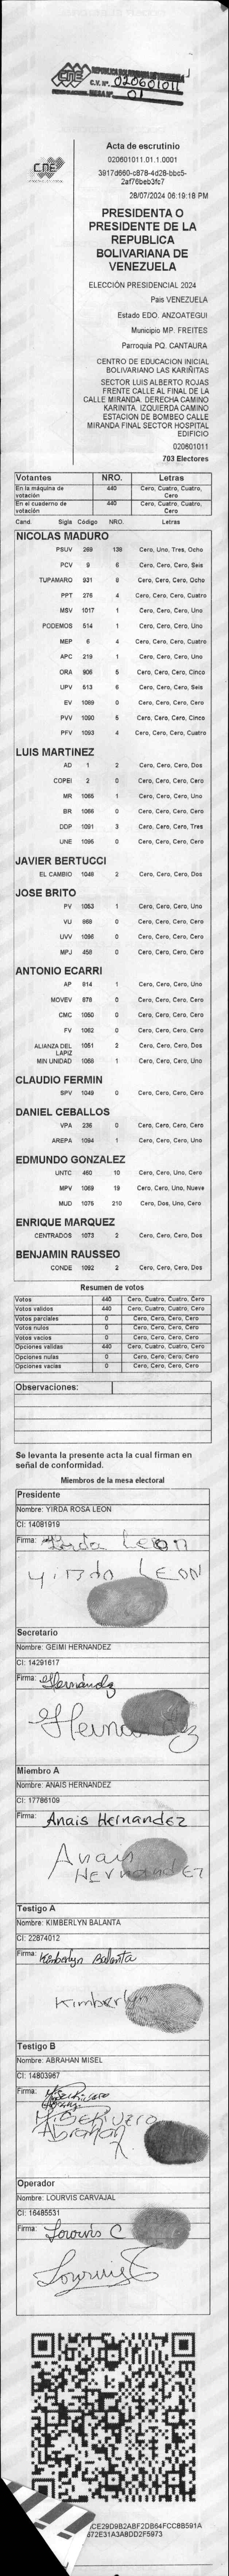 CNE REPUBLICA BOLIVARIANA DE VENEZUELA
C.V. Nº. 020601011
MESA Nº 01
CNE
Acta de escrutinio
020601011.01.1.0001
3917d660-c878-4d28-bbc5-
2af76beb3fc7
28/07/2024 06:19:18 PM
PRESIDENTA O
PRESIDENTE DE LA
REPUBLICA
BOLIVARIANA DE
VENEZUELA
ELECCIÓN PRESIDENCIAL 2024
Pais VENEZUELA
Estado EDO. ANZOATEGUI
Municipio MP. FREITES
Parroquia PQ. CANTAURA
CENTRO DE EDUCACION INICIAL
BOLIVARIANO LAS KARIÑITAS
SECTOR LUIS ALBERTO ROJAS
FRENTE CALLE AL FINAL DE LA
CALLE MIRANDA. DERECHA CAMINO
KARINITA. IZQUIERDA CAMINO
ESTACION DE BOMBEO CALLE
MIRANDA FINAL SECTOR HOSPITAL
EDIFICIO
020601011
703 Electores
Votantes NRO. Letras
En la máquina de votación 440 Cero, Cuatro, Cuatro, Cero
En el cuaderno de votación 440 Cero, Cuatro, Cuatro, Cero
Cand. Sigla Código NRO. Letras
NICOLAS MADURO
PSUV 269 138 Cero, Uno, Tres, Ocho
PCV 9 6 Cero, Cero, Cero, Seis
TUPAMARO 931 8 Cero, Cero, Cero, Ocho
PPT 276 4 Cero, Cero, Cero, Cuatro
MSV 1017 1 Cero, Cero, Cero, Uno
PODEMOS 514 1 Cero, Cero, Cero, Uno
MEP 6 4 Cero, Cero, Cero, Cuatro
APC 219 1 Cero, Cero, Cero, Uno
ORA 906 5 Cero, Cero, Cero, Cinco
UPV 513 6 Cero, Cero, Cero, Seis
EV 1089 0 Cero, Cero, Cero, Cero
PVV 1090 5 Cero, Cero, Cero, Cinco
PFV 1093 4 Cero, Cero, Cero, Cuatro
LUIS MARTINEZ
AD 1 2 Cero, Cero, Cero, Dos
COPEI 2 0 Cero, Cero, Cero, Cero
MR 1065 1 Cero, Cero, Cero, Uno
BR 1066 0 Cero, Cero, Cero, Cero
DDP 1091 3 Cero, Cero, Cero, Tres
UNE 1095 0 Cero, Cero, Cero, Cero
JAVIER BERTUCCI
EL CAMBIO 1048 2 Cero, Cero, Cero, Dos
JOSE BRITO
PV 1053 1 Cero, Cero, Cero, Uno
VU 868 0 Cero, Cero, Cero, Cero
UVV 1096 0 Cero, Cero, Cero, Cero
MPJ 458 0 Cero, Cero, Cero, Cero
ANTONIO ECARRI
AP 814 1 Cero, Cero, Cero, Uno
MOVEV 878 0 Cero, Cero, Cero, Cero
CMC 1050 0 Cero, Cero, Cero, Cero
FV 1062 0 Cero, Cero, Cero, Cero
ALIANZA DEL LAPIZ 1051 2 Cero, Cero, Cero, Dos
MIN UNIDAD 1058 1 Cero, Cero, Cero, Uno
CLAUDIO FERMIN
SPV 1049 0 Cero, Cero, Cero, Cero
DANIEL CEBALLOS
VPA 236 0 Cero, Cero, Cero, Cero
AREPA 1094 1 Cero, Cero, Cero, Uno
EDMUNDO GONZALEZ
UNTC 460 10 Cero, Cero, Uno, Cero
MPV 1069 19 Cero, Cero, Uno, Nueve
MUD 1075 210 Cero, Dos, Uno, Cero
ENRIQUE MARQUEZ
CENTRADOS 1073 2 Cero, Cero, Cero, Dos
BENJAMIN RAUSSEO
CONDE 1092 2 Cero, Cero, Cero, Dos
Resumen de votos
Votos 440 Cero, Cuatro, Cuatro, Cero
Votos validos 440 Cero, Cuatro, Cuatro, Cero
Votos parciales 0 Cero, Cero, Cero, Cero
Votos nulos 0 Cero, Cero, Cero, Cero
Votos vacios 0 Cero, Cero, Cero, Cero
Opciones validas 440 Cero, Cuatro, Cuatro, Cero
Opciones nulas 0 Cero, Cero, Cero, Cero
Opciones vacias 0 Cero, Cero, Cero, Cero
Observaciones:
Se levanta la presente acta la cual firman en
señal de conformidad.
Miembros de la mesa electoral
Presidente
Nombre: YIRDA ROSA LEON
CI: 14081919
Firma: Yirda Leon
Yirda LEON
Secretario
Nombre: GEIMI HERNANDEZ
CI: 14291617
Firma: GHernández
Miembro A
Nombre: ANAIS HERNANDEZ
CI: 17786109
Firma: Anais Hernandez
Anais
HERNANDEZ
Testigo A
Nombre: KIMBERLYN BALANTA
CI: 22874012
Firma: Kimberlyn Balanta
Kimberlyn
Testigo B
Nombre: ABRAHAN MISEL
CI: 14803967
Firma:
Abrahan
Operador
Nombre: LOURVIS CARVAJAL
CI: 16485531
Firma: Lourvis C
CE29D9B2ABF2DB64FCC8B591A
572E31A3A8DD2F5973